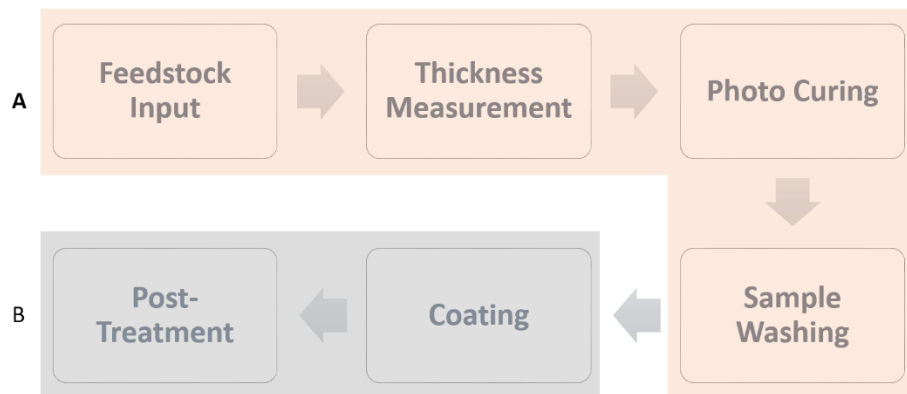 A
Feedstock
Input
Thickness
Measurement
Photo Curing
B
Post-
Treatment
Coating
Sample
Washing